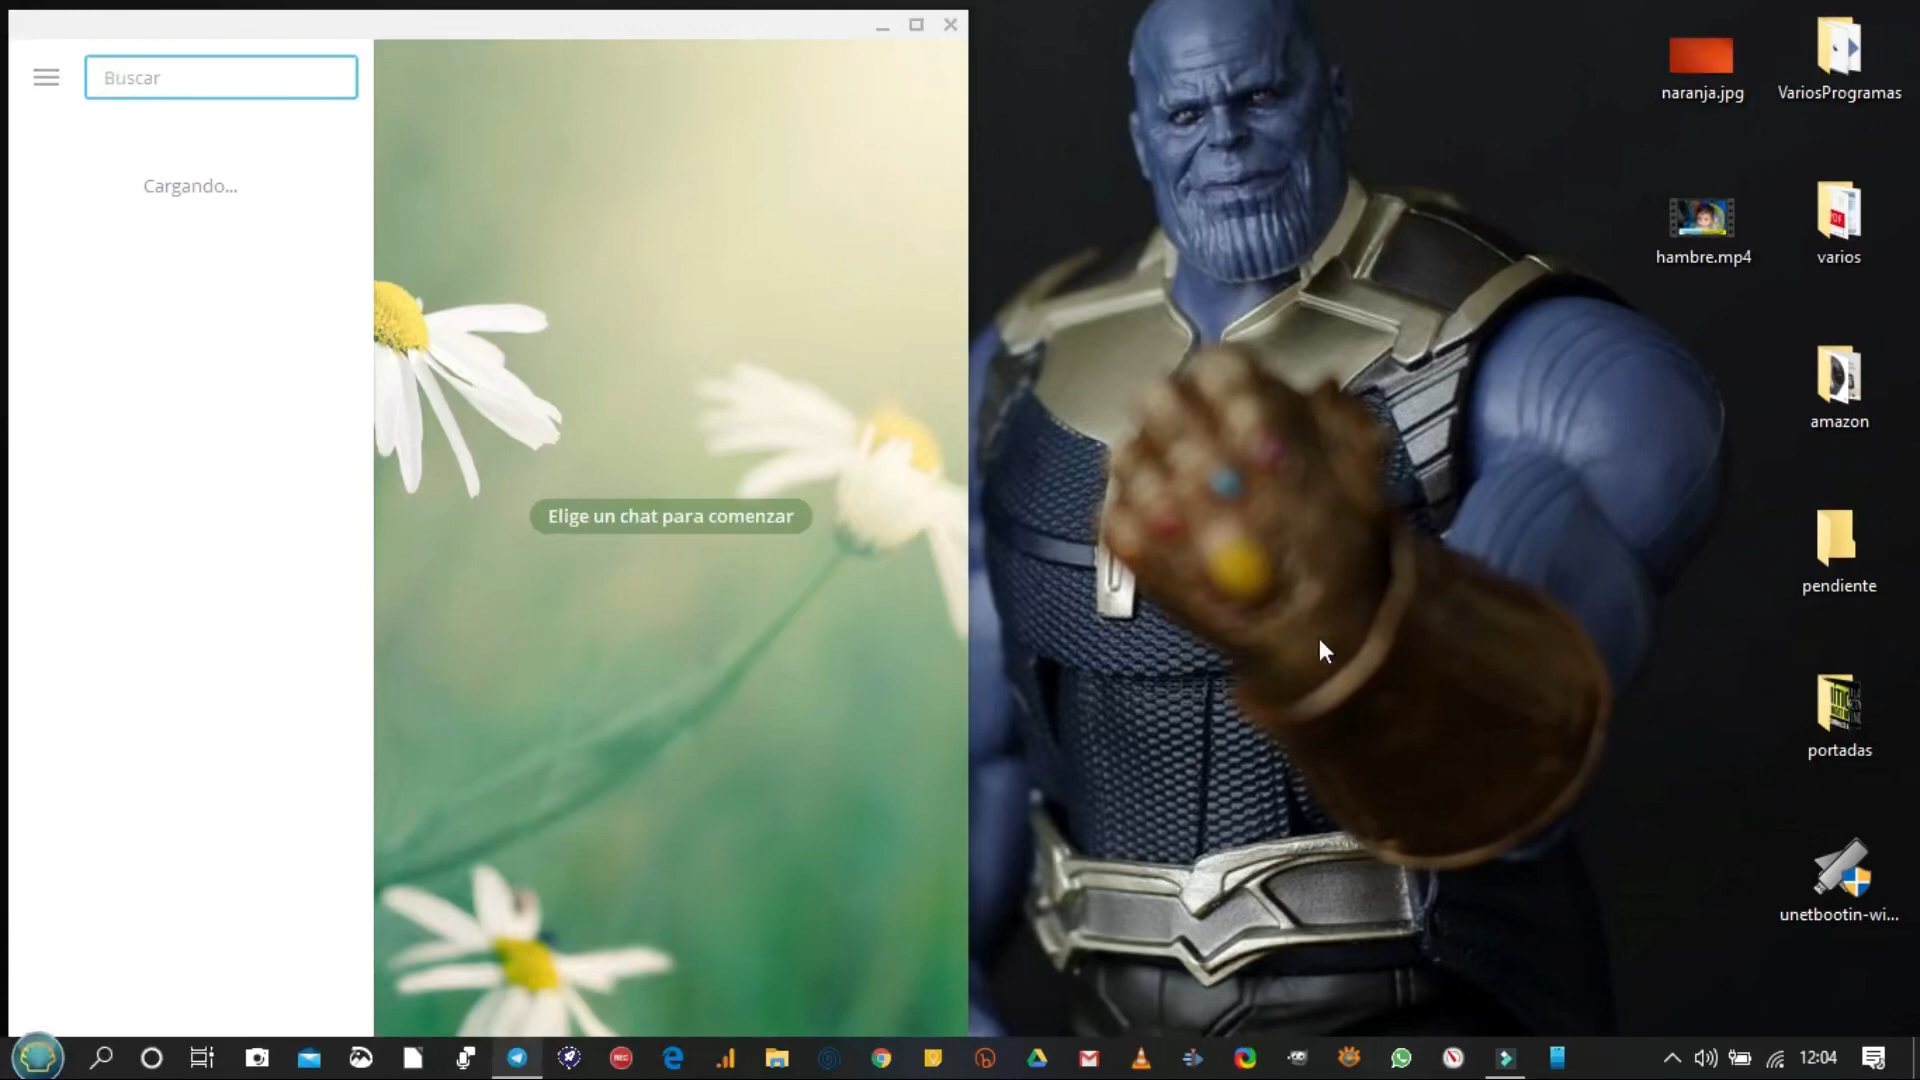 Buscar
Cargando...
Elige un chat para comenzar
naranja.jpg
VariosProgramas
hambre.mp4
varios
amazon
pendiente
portadas
unetbootin-wi...
REC
12:04